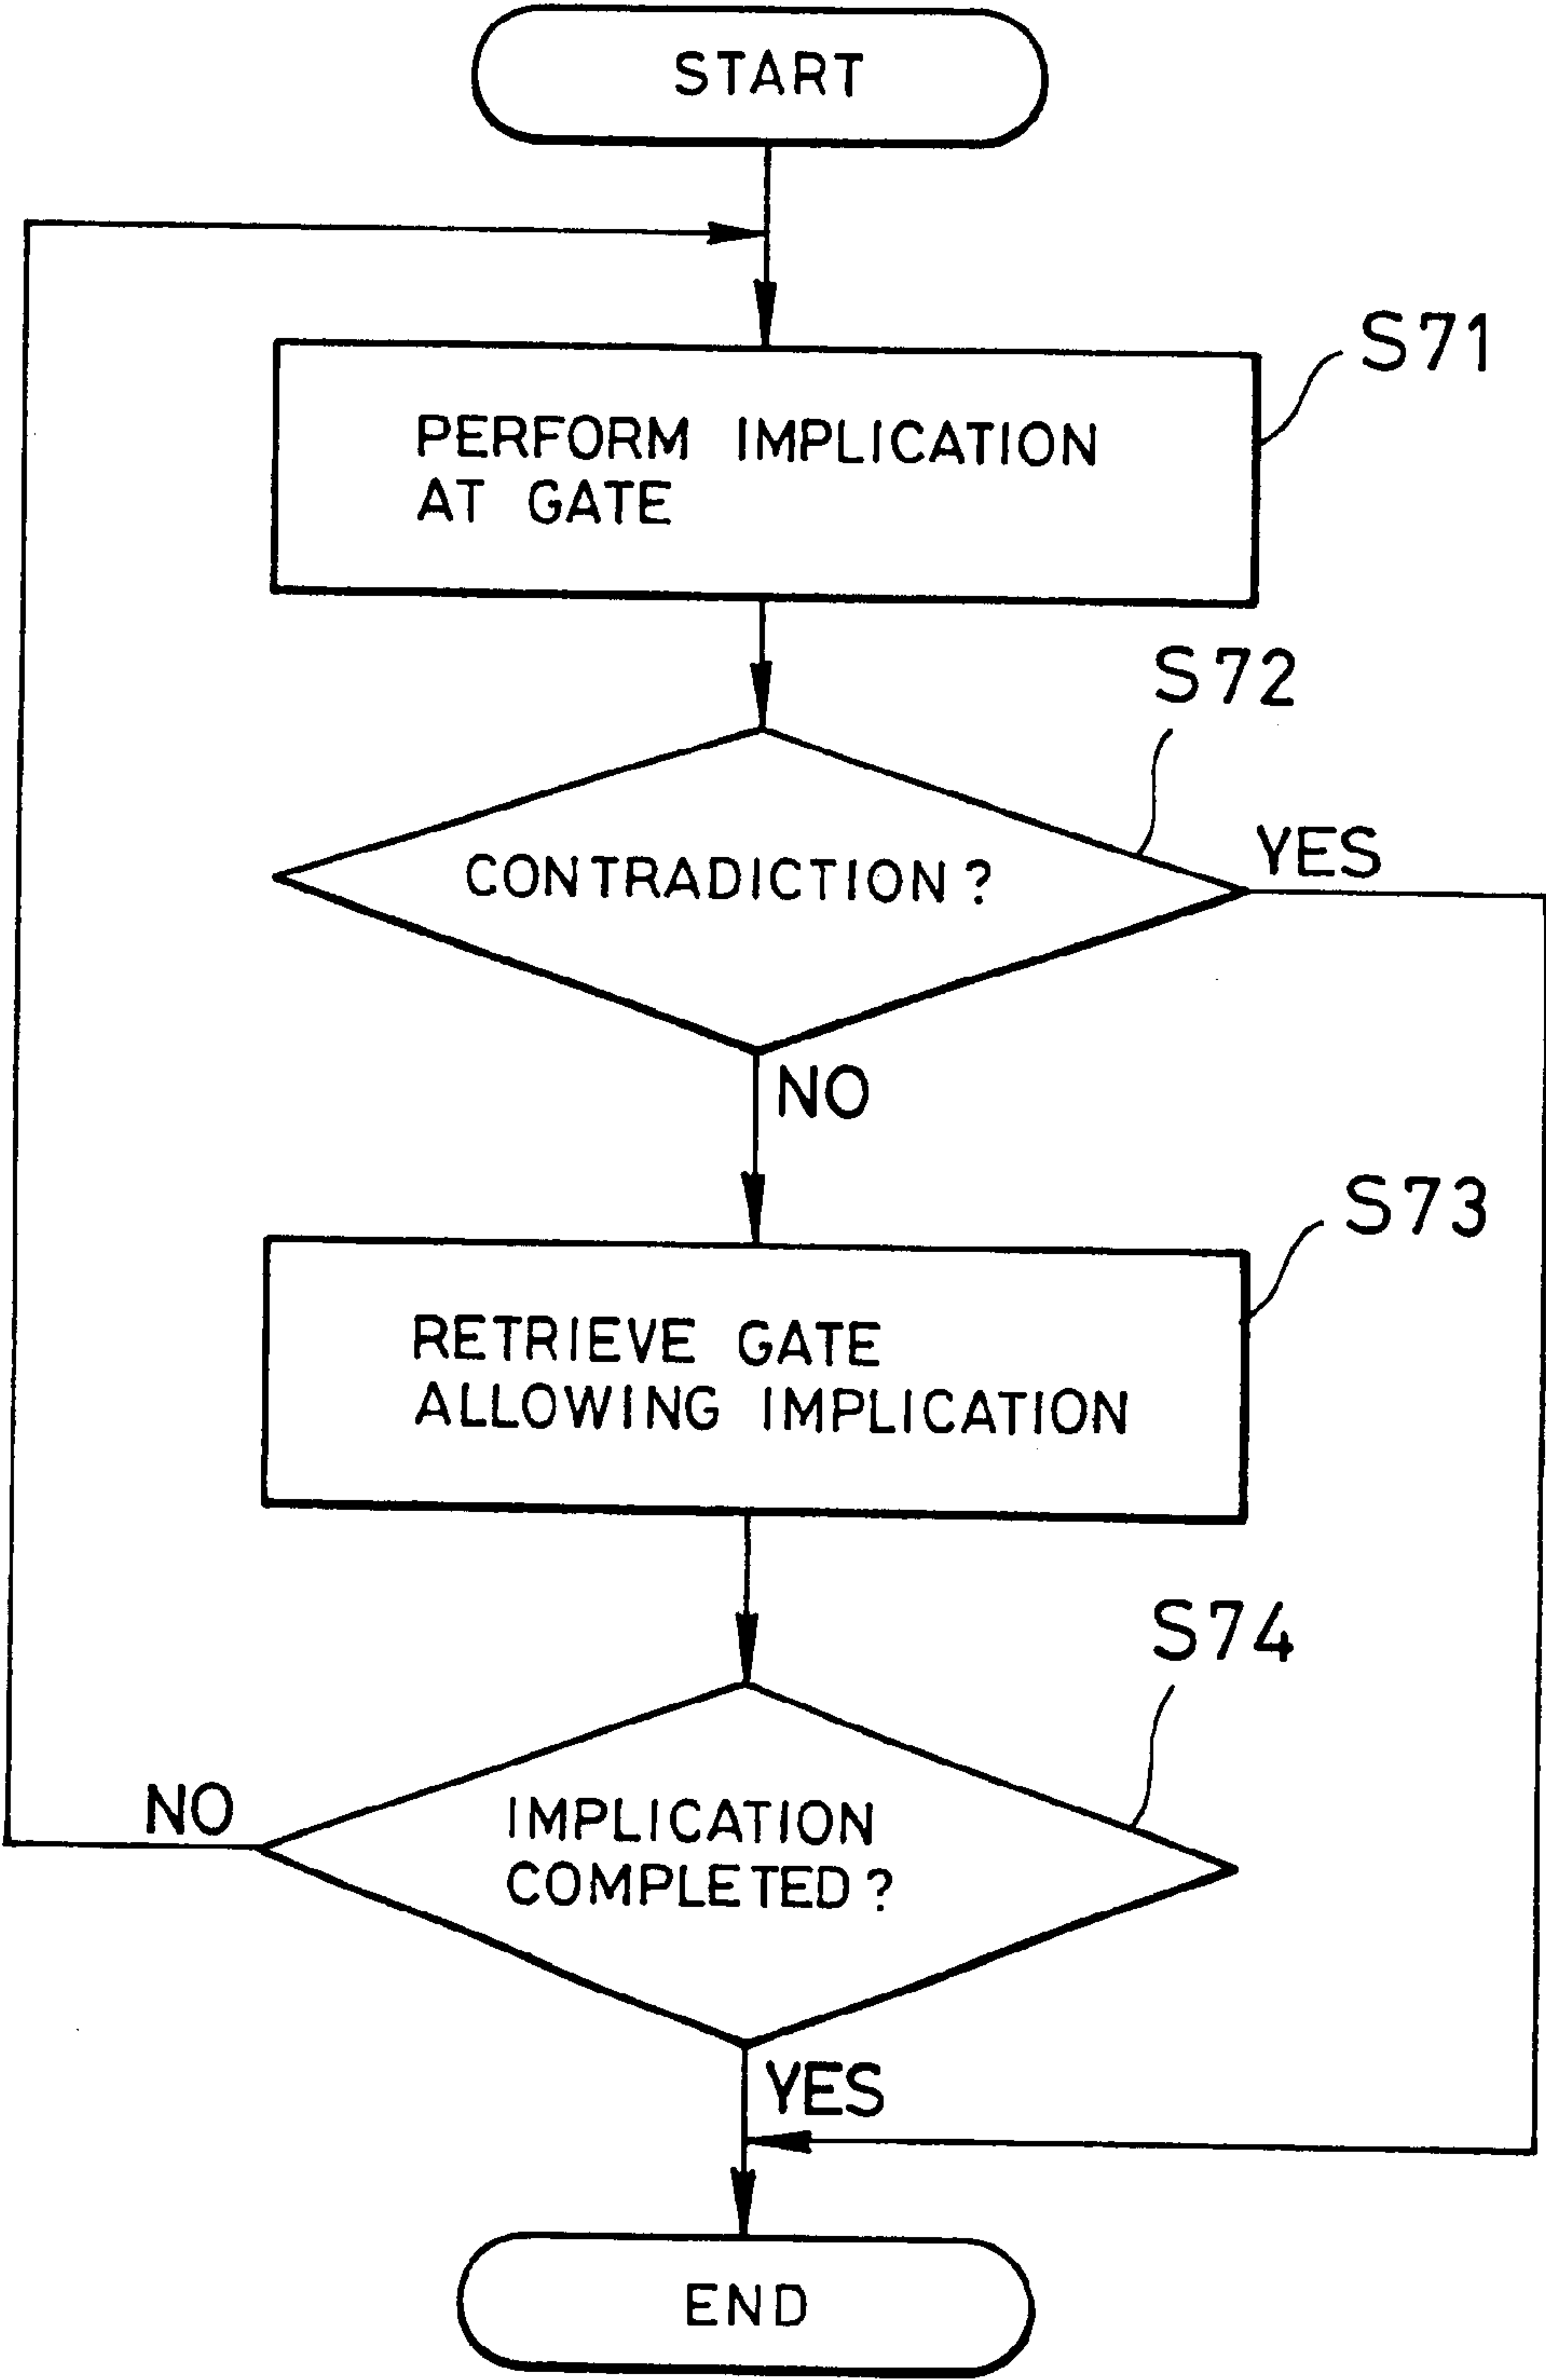 START
S71
PERFORM IMPLICATION
AT GATE
S72
CONTRADICTION?
YES
NO
S73
RETRIEVE GATE
ALLOWING IMPLICATION
S74
NO
IMPLICATION
COMPLETED?
YES
END